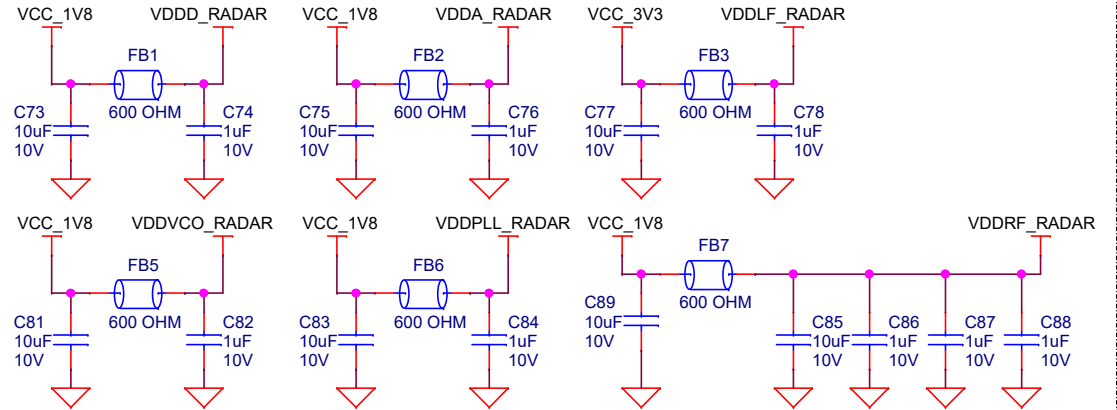 VCC_1V8 VDDD_RADAR
FB1
600 OHM
C73
10uF
10V
C74
1uF
10V
VCC_1V8 VDDA_RADAR
FB2
600 OHM
C75
10uF
10V
C76
1uF
10V
VCC_3V3 VDDLF_RADAR
FB3
600 OHM
C77
10uF
10V
C78
1uF
10V
VCC_1V8 VDDVCO_RADAR
FB5
600 OHM
C81
10uF
10V
C82
1uF
10V
VCC_1V8 VDDPLL_RADAR
FB6
600 OHM
C83
10uF
10V
C84
1uF
10V
VCC_1V8 VDDRF_RADAR
FB7
600 OHM
C89
10uF
10V
C85
10uF
10V
C86
1uF
10V
C87
1uF
10V
C88
1uF
10V